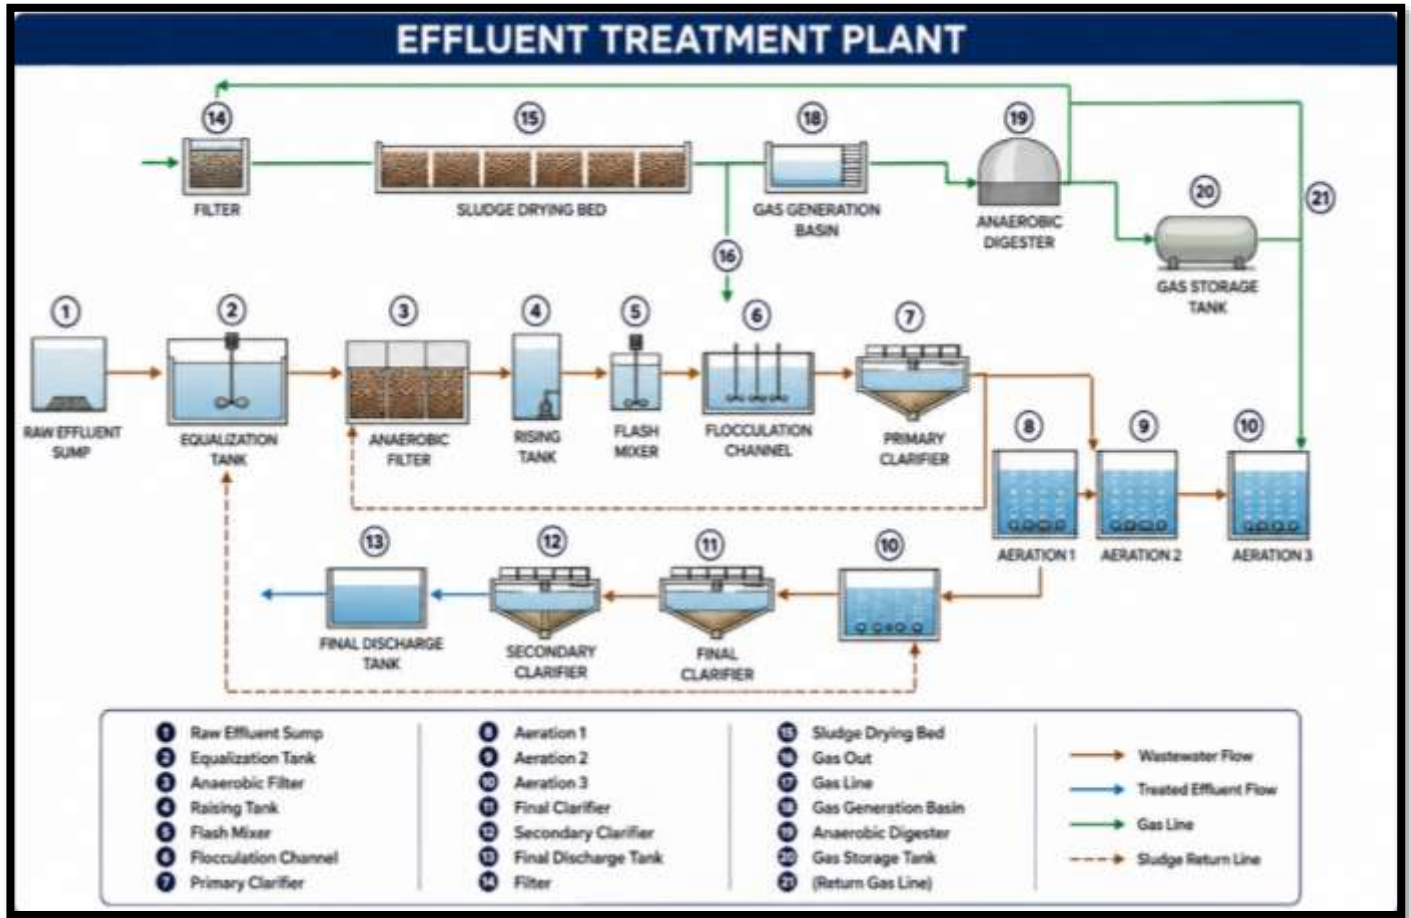 EFFLUENT TREATMENT PLANT
14
15
18
19
FILTER
SLUDGE DRYING BED
GAS GENERATION
BASIN
ANAEROBIC
DIGESTER
20
21
GAS STORAGE
TANK
16
1
2
3
4
5
6
7
RAW EFFLUENT
SUMP
EQUALIZATION
TANK
ANAEROBIC
FILTER
RISING
TANK
FLASH
MIXER
FLOCCULATION
CHANNEL
PRIMARY
CLARIFIER
8
9
10
AERATION 1
AERATION 2
AERATION 3
13
12
11
10
FINAL DISCHARGE
TANK
SECONDARY
CLARIFIER
FINAL
CLARIFIER
1 Raw Effluent Sump
2 Equalization Tank
3 Anaerobic Filter
4 Raising Tank
5 Flash Mixer
6 Flocculation Channel
7 Primary Clarifier
8 Aeration 1
9 Aeration 2
10 Aeration 3
11 Final Clarifier
12 Secondary Clarifier
13 Final Discharge Tank
14 Filter
15 Sludge Drying Bed
16 Gas Out
17 Gas Line
18 Gas Generation Basin
19 Anaerobic Digester
20 Gas Storage Tank
21 (Return Gas Line)
Wastewater Flow
Treated Effluent Flow
Gas Line
Sludge Return Line